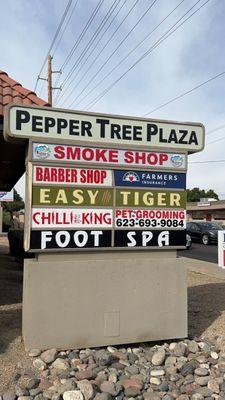 PEPPER TREE PLAZA
SMOKE SHOP
BARBER SHOP
FARMERS
INSURANCE
EASY TIGER
CHILLI KING
PET GROOMING
623-693-9084
FOOT SPA